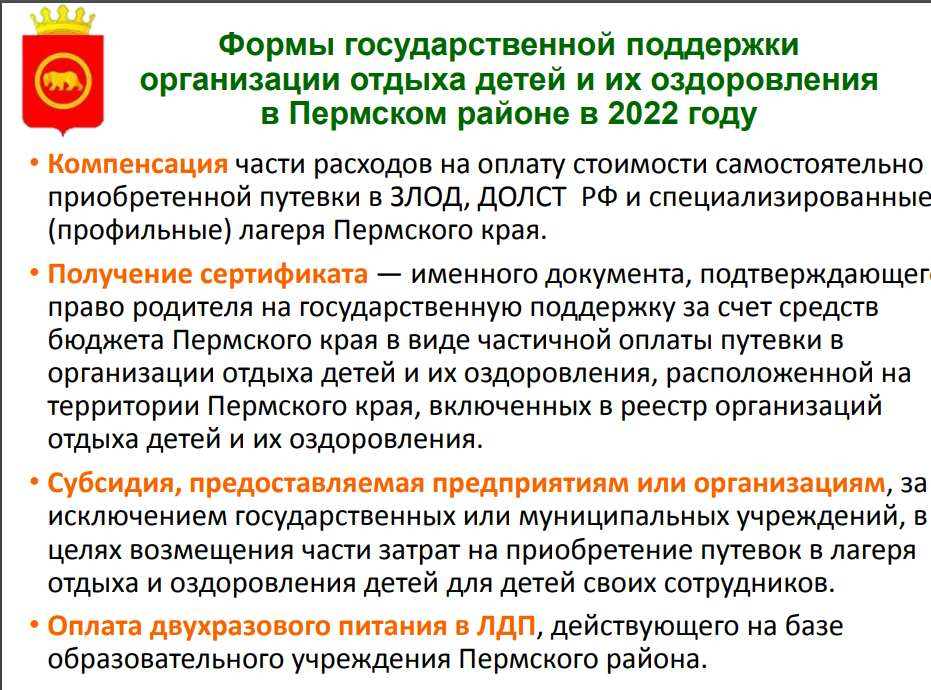 Формы государственной поддержки
организации отдыха детей и их оздоровления
в Пермском районе в 2022 году
• Компенсация части расходов на оплату стоимости самостоятельно
приобретенной путевки в ЗЛОД, ДОЛСТ РФ и специализированные
(профильные) лагеря Пермского края.
• Получение сертификата — именного документа, подтверждающег
право родителя на государственную поддержку за счет средств
бюджета Пермского края в виде частичной оплаты путевки в
организации отдыха детей и их оздоровления, расположенной на
территории Пермского края, включенных в реестр организаций
отдыха детей и их оздоровления.
• Субсидия, предоставляемая предприятиям или организациям, за
исключением государственных или муниципальных учреждений, в
целях возмещения части затрат на приобретение путевок в лагеря
отдыха и оздоровления детей для детей своих сотрудников.
• Оплата двухразового питания в ЛДП, действующего на базе
образовательного учреждения Пермского района.